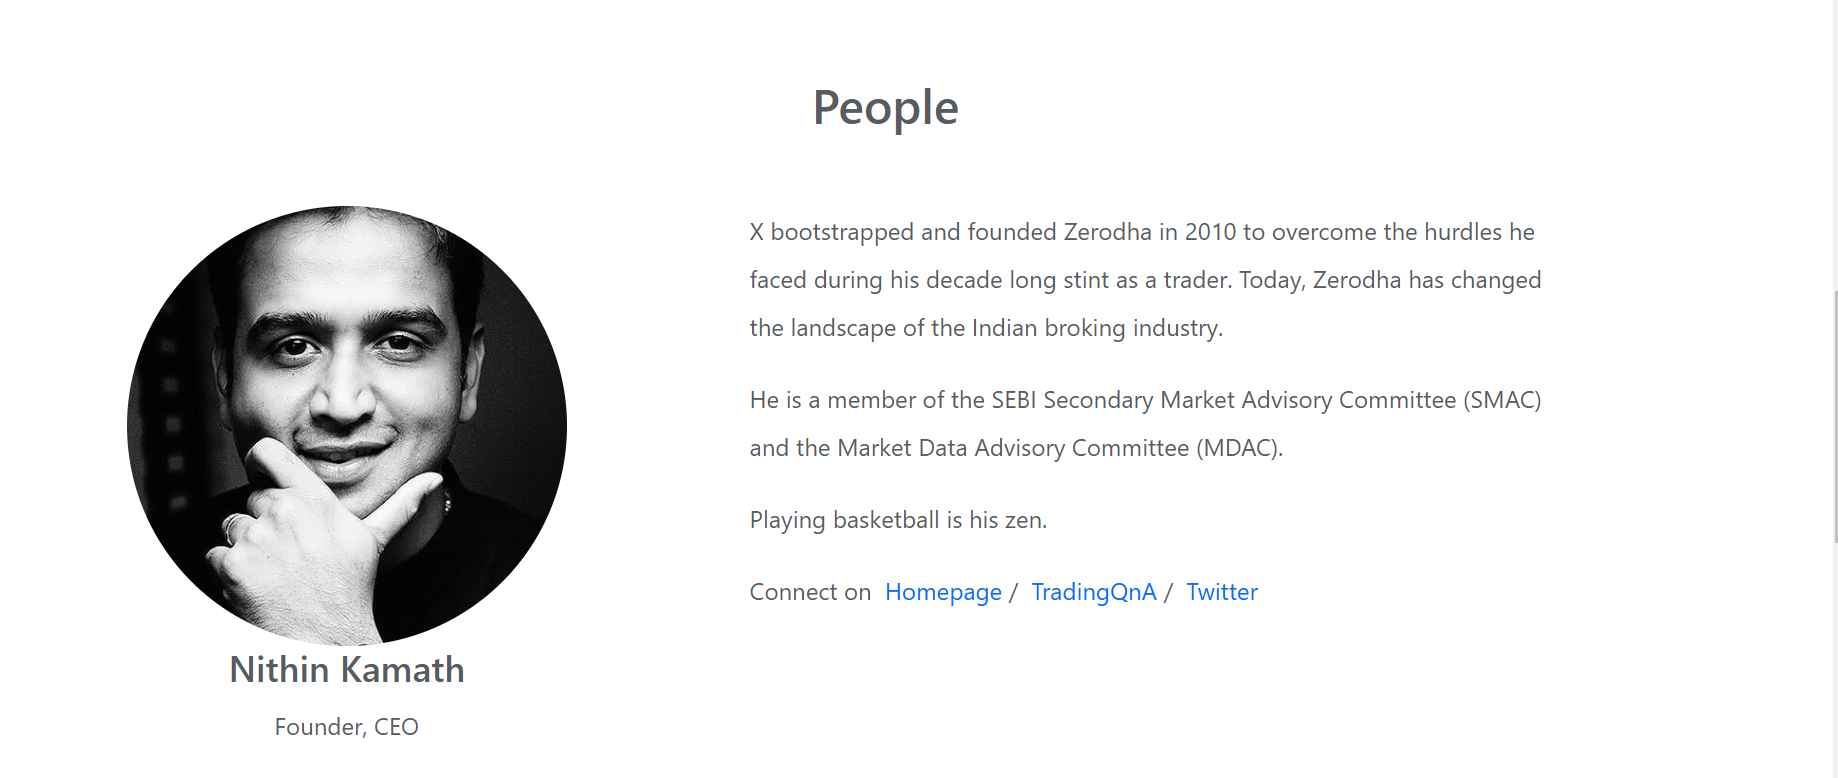 People
X bootstrapped and founded Zerodha in 2010 to overcome the hurdles he
faced during his decade long stint as a trader. Today, Zerodha has changed
the landscape of the Indian broking industry.
He is a member of the SEBI Secondary Market Advisory Committee (SMAC)
and the Market Data Advisory Committee (MDAC).
Playing basketball is his zen.
Connect on Homepage / TradingQnA / Twitter
Nithin Kamath
Founder, CEO